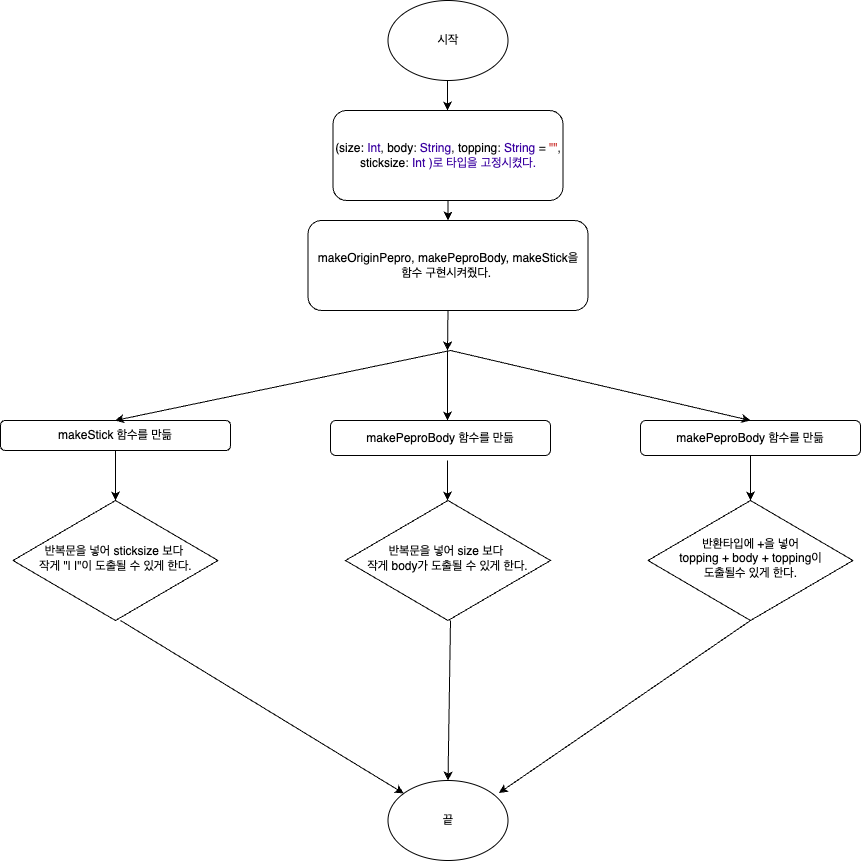 시작
(size: Int, body: String, topping: String = "",
sticksize: Int )로 타입을 고정시켰다.
makeOriginPepro, makePeproBody, makeStick을
함수 구현시켜줬다.
makeStick 함수를 만듦
makePeproBody 함수를 만듦
makePeproBody 함수를 만듦
반복문을 넣어 sticksize 보다
작게 "I I"이 도출될 수 있게 한다.
반복문을 넣어 size 보다
작게 body가 도출될 수 있게 한다.
반환타입에 +을 넣어
topping + body + topping이
도출될수 있게 한다.
끝